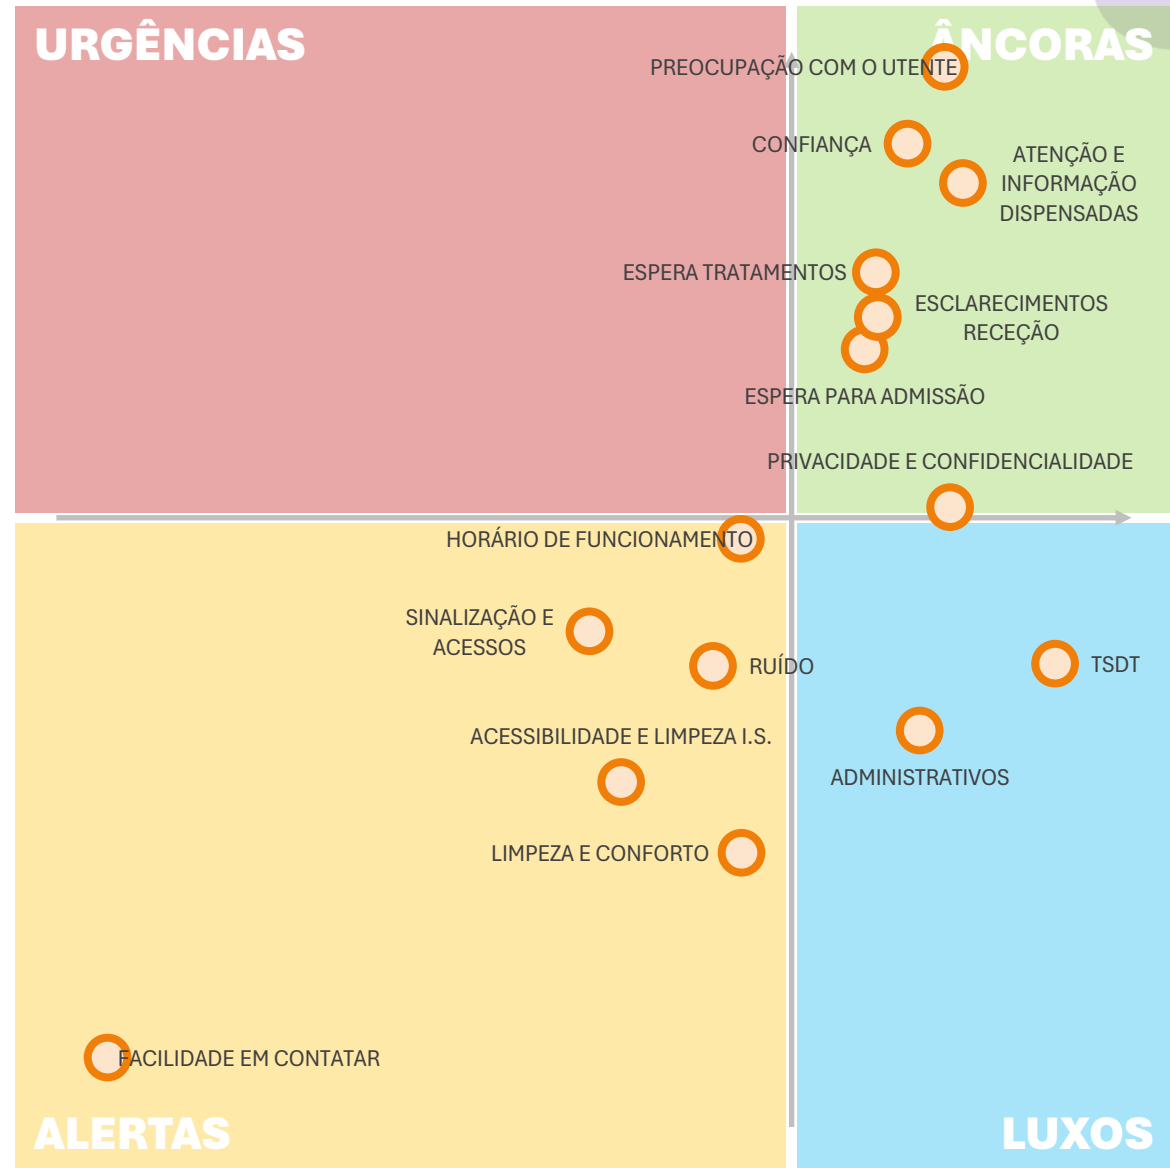 URGÊNCIAS
ÂNCORAS
PREOCUPAÇÃO COM O UTENTE
CONFIANÇA
ATENÇÃO E
INFORMAÇÃO
DISPENSADAS
ESPERA TRATAMENTOS
ESCLARECIMENTOS
RECEÇÃO
ESPERA PARA ADMISSÃO
PRIVACIDADE E CONFIDENCIALIDADE
HORÁRIO DE FUNCIONAMENTO
SINALIZAÇÃO E
ACESSOS
RUÍDO
TSDT
ACESSIBILIDADE E LIMPEZA I.S.
ADMINISTRATIVOS
LIMPEZA E CONFORTO
FACILIDADE EM CONTATAR
ALERTAS
LUXOS